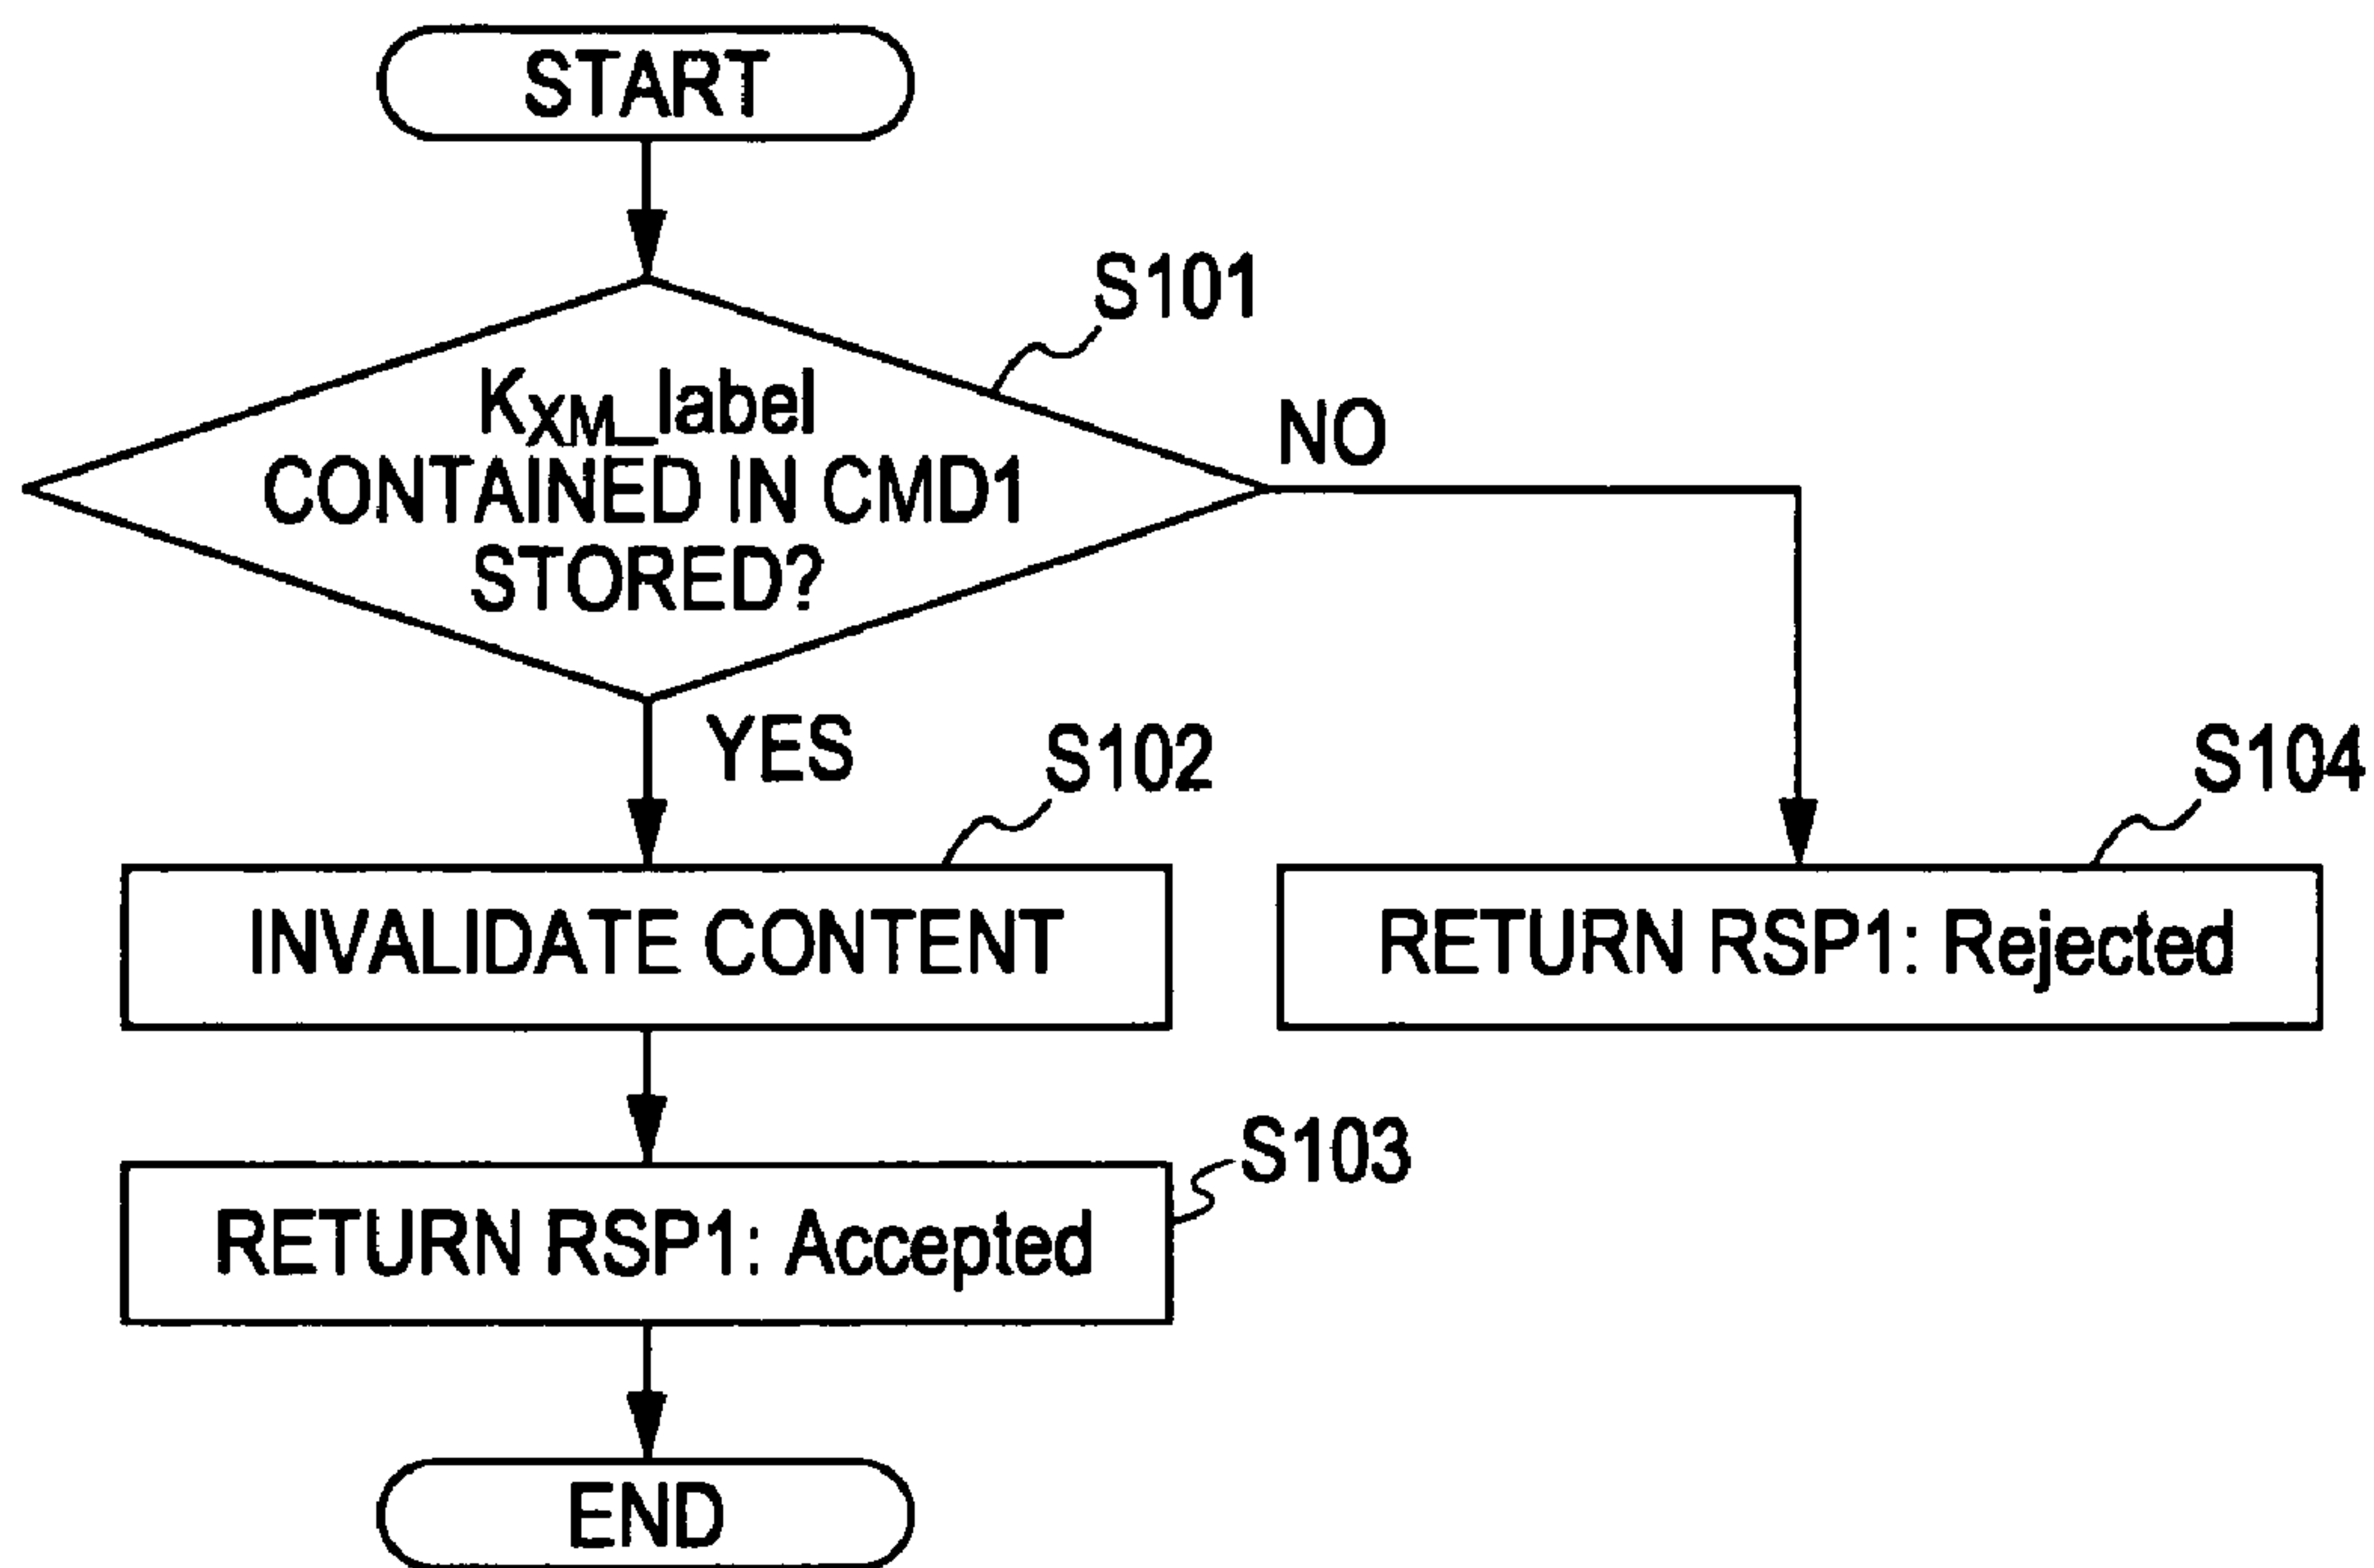 START
S101
KXM_label
CONTAINED IN CMD1
STORED?
NO
YES
S102
S104
INVALIDATE CONTENT
RETURN RSP1: Rejected
S103
RETURN RSP1: Accepted
END